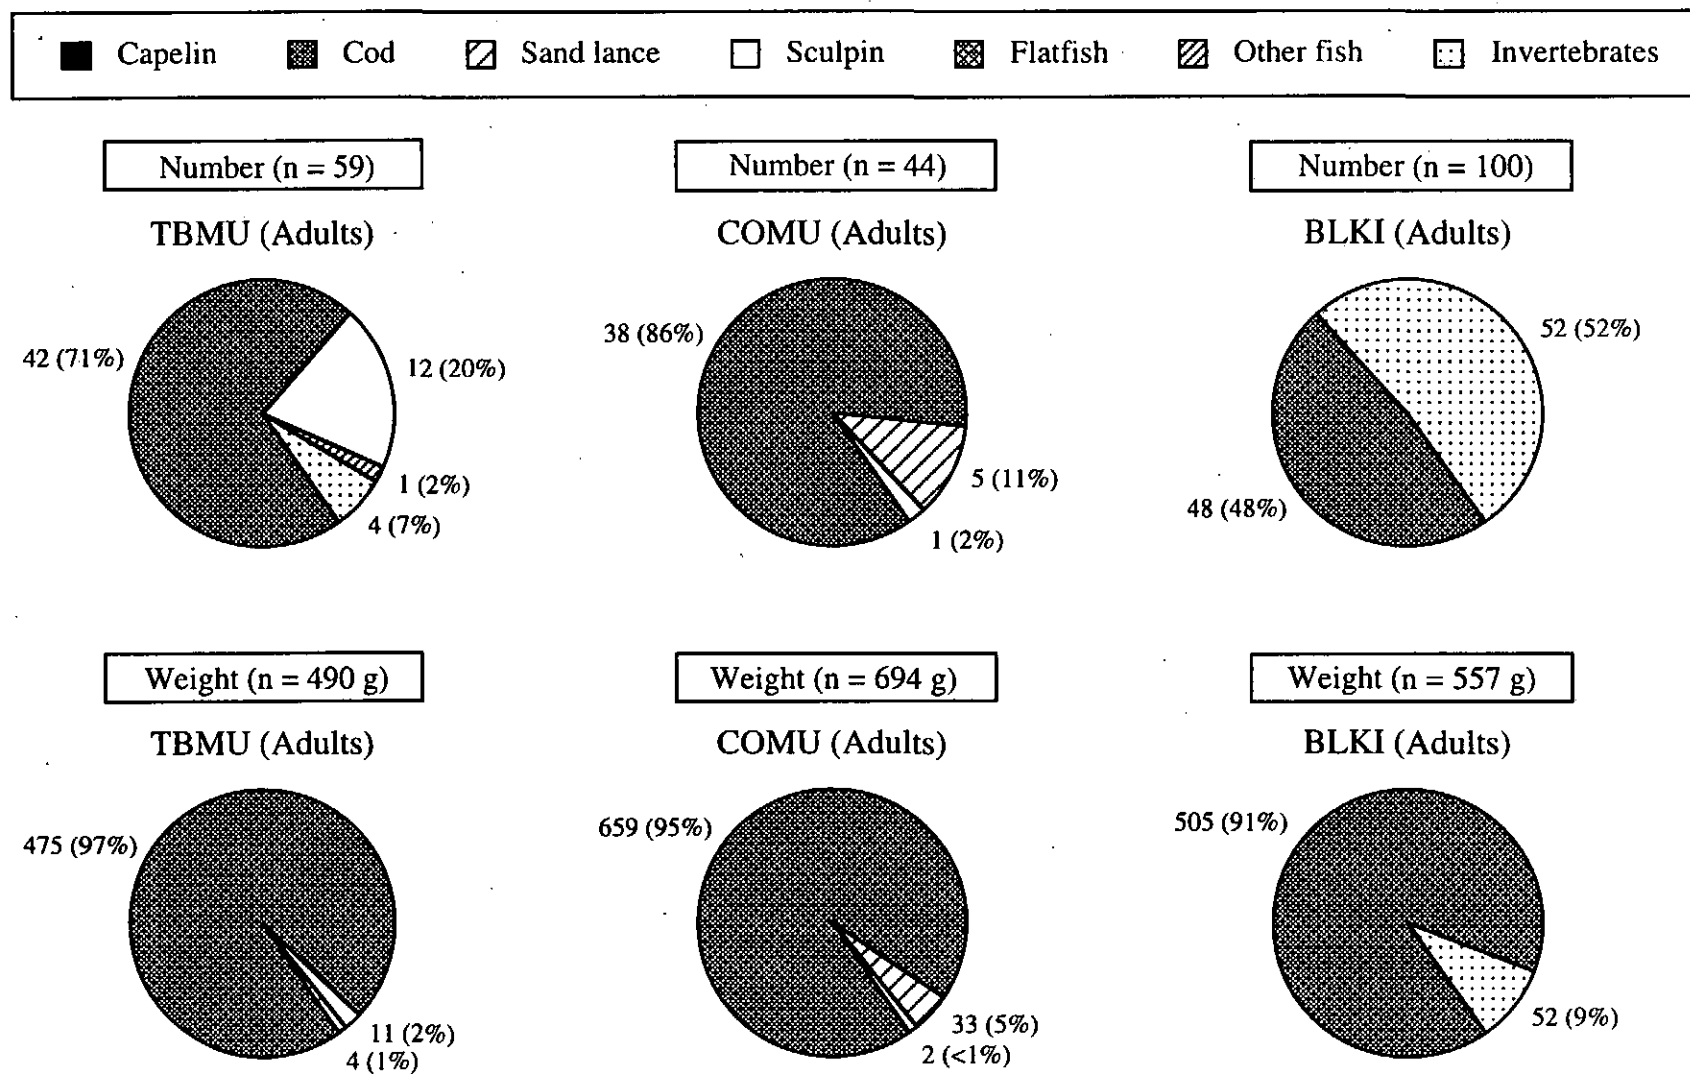 Capelin Cod Sand lance Sculpin Flatfish Other fish Invertebrates
Number (n = 59) Number (n = 44) Number (n = 100)
TBMU (Adults) COMU (Adults) BLKI (Adults)
42 (71%) 12 (20%) 38 (86%) 52 (52%)
1 (2%) 5 (11%) 48 (48%)
4 (7%) 1 (2%)
Weight (n = 490 g) Weight (n = 694 g) Weight (n = 557 g)
TBMU (Adults) COMU (Adults) BLKI (Adults)
475 (97%) 659 (95%) 505 (91%)
11 (2%) 33 (5%) 52 (9%)
4 (1%) 2 (<1%)